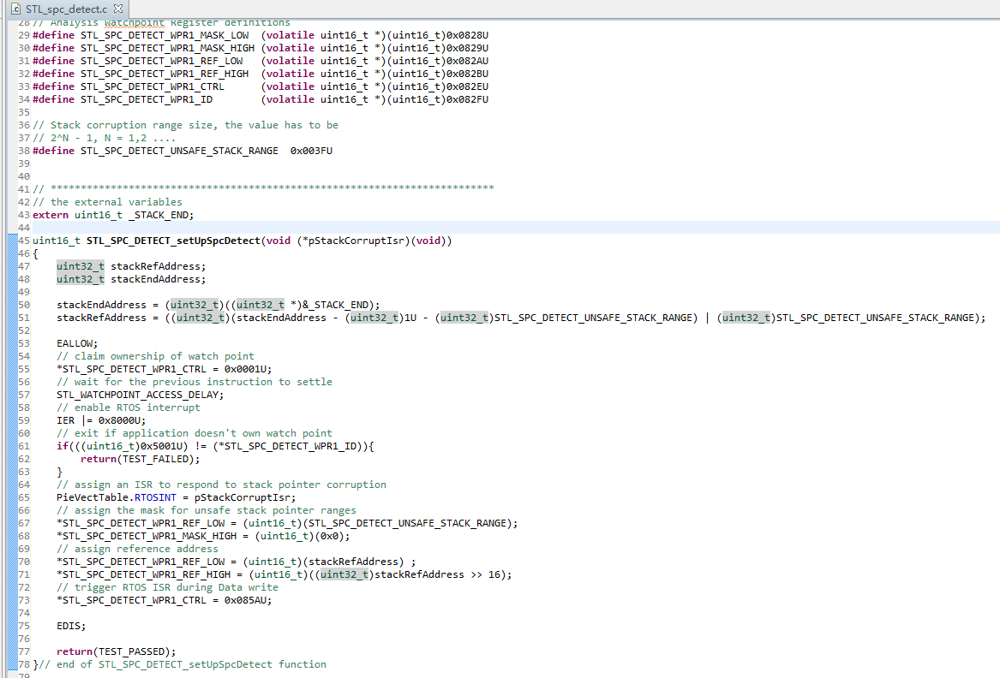 STL_spc_detect.c
28 // Analysis Watchpoint Register definitions
29 #define STL_SPC_DETECT_WPR1_MASK_LOW  (volatile uint16_t *)(uint16_t)0x0828U
30 #define STL_SPC_DETECT_WPR1_MASK_HIGH (volatile uint16_t *)(uint16_t)0x0829U
31 #define STL_SPC_DETECT_WPR1_REF_LOW   (volatile uint16_t *)(uint16_t)0x082AU
32 #define STL_SPC_DETECT_WPR1_REF_HIGH  (volatile uint16_t *)(uint16_t)0x082BU
33 #define STL_SPC_DETECT_WPR1_CTRL      (volatile uint16_t *)(uint16_t)0x082EU
34 #define STL_SPC_DETECT_WPR1_ID        (volatile uint16_t *)(uint16_t)0x082FU
35
36 // Stack corruption range size, the value has to be
37 // 2^N - 1, N = 1,2 ....
38 #define STL_SPC_DETECT_UNSAFE_STACK_RANGE  0x003FU
39
40
41 // **************************************************************************
42 // the external variables
43 extern uint16_t _STACK_END;
44
45 uint16_t STL_SPC_DETECT_setUpSpcDetect(void (*pStackCorruptIsr)(void))
46 {
47     uint32_t stackRefAddress;
48     uint32_t stackEndAddress;
49
50     stackEndAddress = (uint32_t)((uint32_t *)&_STACK_END);
51     stackRefAddress = ((uint32_t)(stackEndAddress - (uint32_t)1U - (uint32_t)STL_SPC_DETECT_UNSAFE_STACK_RANGE) | (uint32_t)STL_SPC_DETECT_UNSAFE_STACK_RANGE);
52
53     EALLOW;
54     // claim ownership of watch point
55     *STL_SPC_DETECT_WPR1_CTRL = 0x0001U;
56     // wait for the previous instruction to settle
57     STL_WATCHPOINT_ACCESS_DELAY;
58     // enable RTOS interrupt
59     IER |= 0x8000U;
60     // exit if application doesn't own watch point
61     if(((uint16_t)0x5001U) != (*STL_SPC_DETECT_WPR1_ID)){
62         return(TEST_FAILED);
63     }
64     // assign an ISR to respond to stack pointer corruption
65     PieVectTable.RTOSINT = pStackCorruptIsr;
66     // assign the mask for unsafe stack pointer ranges
67     *STL_SPC_DETECT_WPR1_REF_LOW = (uint16_t)(STL_SPC_DETECT_UNSAFE_STACK_RANGE);
68     *STL_SPC_DETECT_WPR1_MASK_HIGH = (uint16_t)(0x0);
69     // assign reference address
70     *STL_SPC_DETECT_WPR1_REF_LOW = (uint16_t)(stackRefAddress) ;
71     *STL_SPC_DETECT_WPR1_REF_HIGH = (uint16_t)((uint32_t)stackRefAddress >> 16);
72     // trigger RTOS ISR during Data write
73     *STL_SPC_DETECT_WPR1_CTRL = 0x085AU;
74
75     EDIS;
76
77     return(TEST_PASSED);
78 }// end of STL_SPC_DETECT_setUpSpcDetect function
79